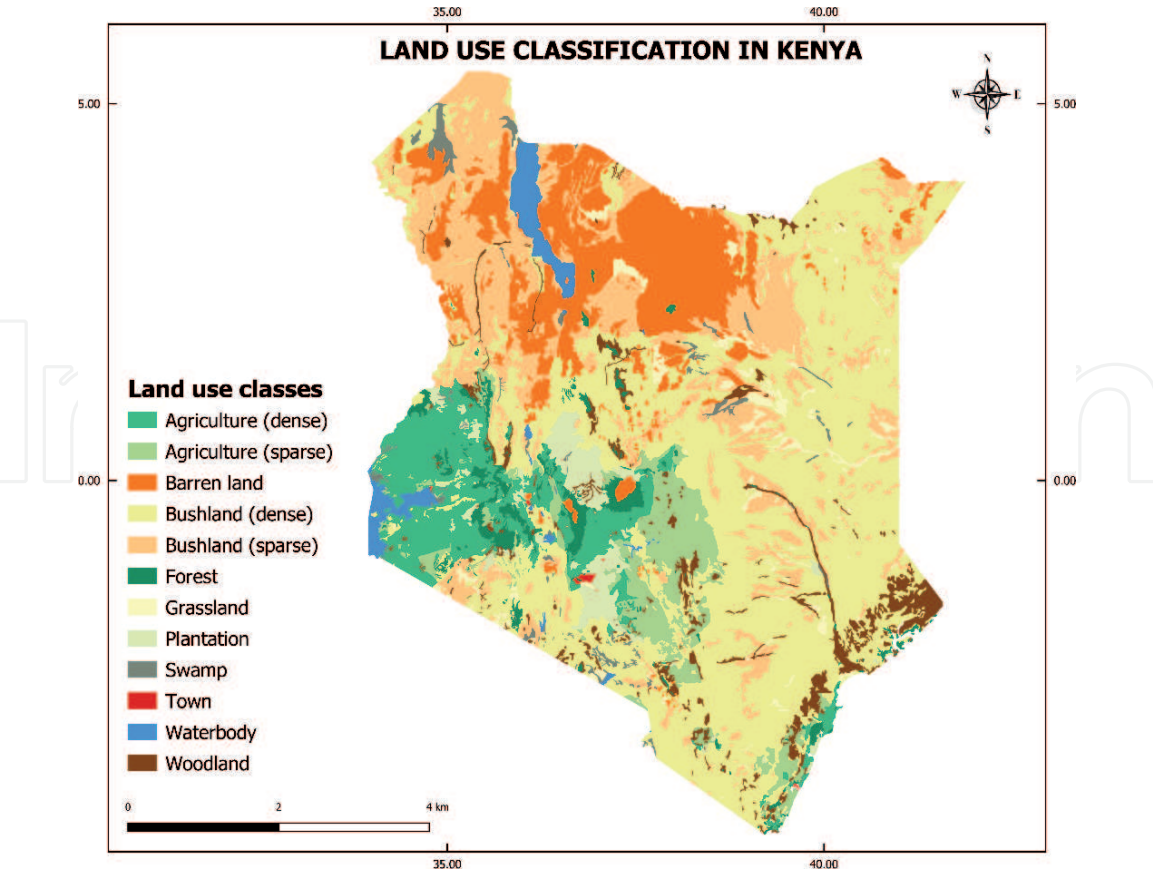 35.00
40.00
LAND USE CLASSIFICATION IN KENYA
N
W E
S
5.00
5.00
Land use classes
Agriculture (dense)
Agriculture (sparse)
Barren land
0.00
0.00
Bushland (dense)
Bushland (sparse)
Forest
Grassland
Plantation
Swamp
Town
Waterbody
Woodland
0 2 4 km
35.00
40.00